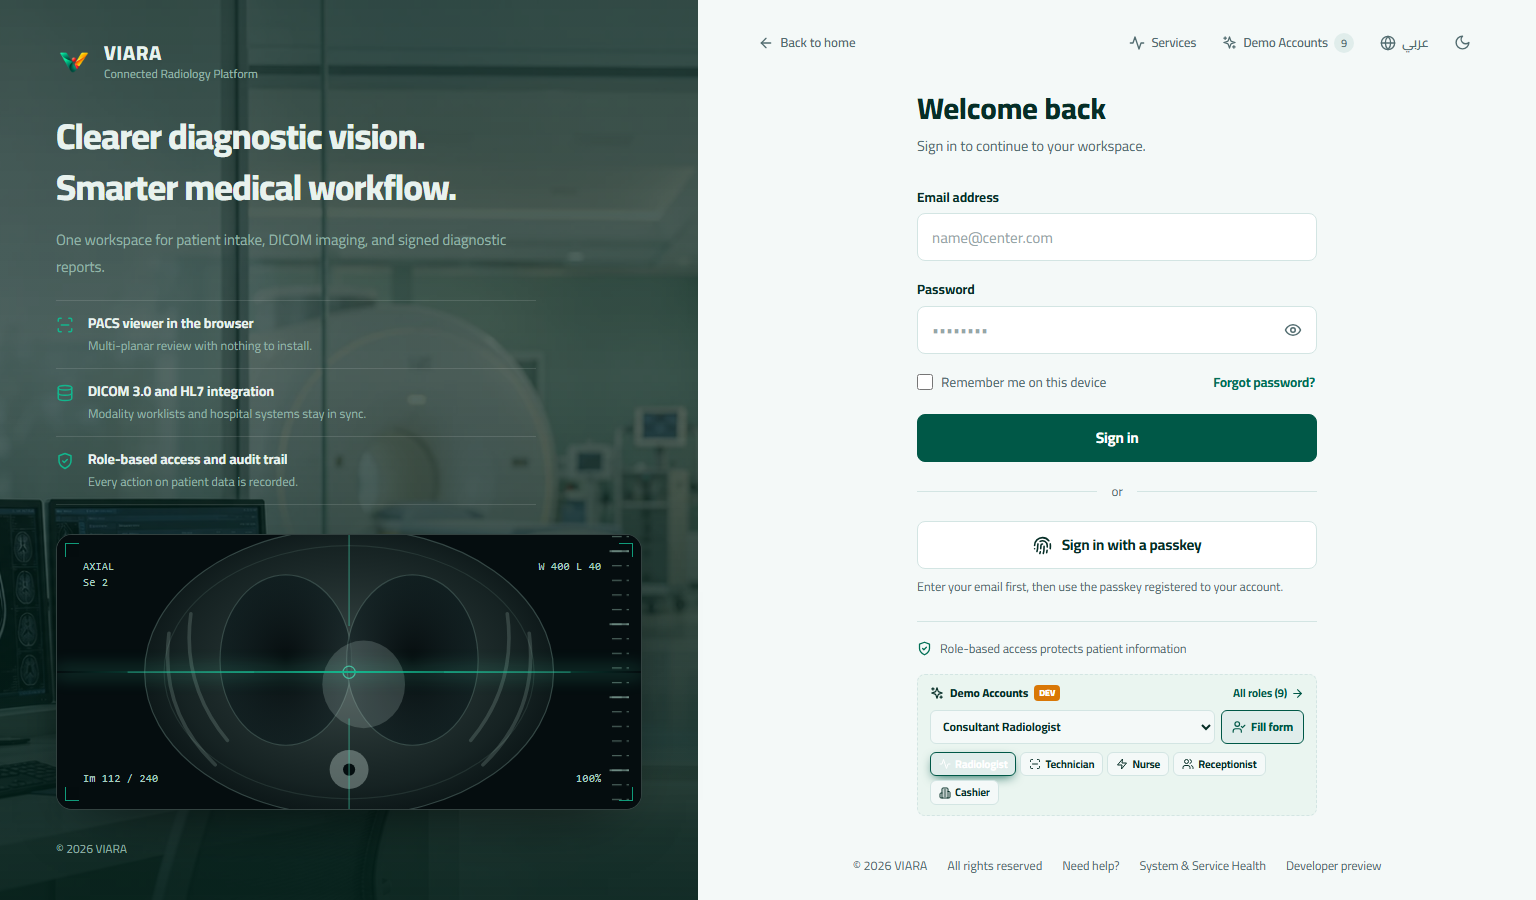 VIARA
Connected Radiology Platform
Clearer diagnostic vision.
Smarter medical workflow.
One workspace for patient intake, DICOM imaging, and signed diagnostic
reports.
PACS viewer in the browser
Multi-planar review with nothing to install.
DICOM 3.0 and HL7 integration
Modality worklists and hospital systems stay in sync.
Role-based access and audit trail
Every action on patient data is recorded.
AXIAL
Se 2
W 400 L 40
Im 112 / 240
100%
© 2026 VIARA
Back to home
Services
Demo Accounts 9
عربي
Welcome back
Sign in to continue to your workspace.
Email address
name@center.com
Password
Remember me on this device
Forgot password?
Sign in
or
Sign in with a passkey
Enter your email first, then use the passkey registered to your account.
Role-based access protects patient information
Demo Accounts DEV
All roles (9) →
Consultant Radiologist
Fill form
Radiologist
Technician
Nurse
Receptionist
Cashier
© 2026 VIARA
All rights reserved
Need help?
System & Service Health
Developer preview